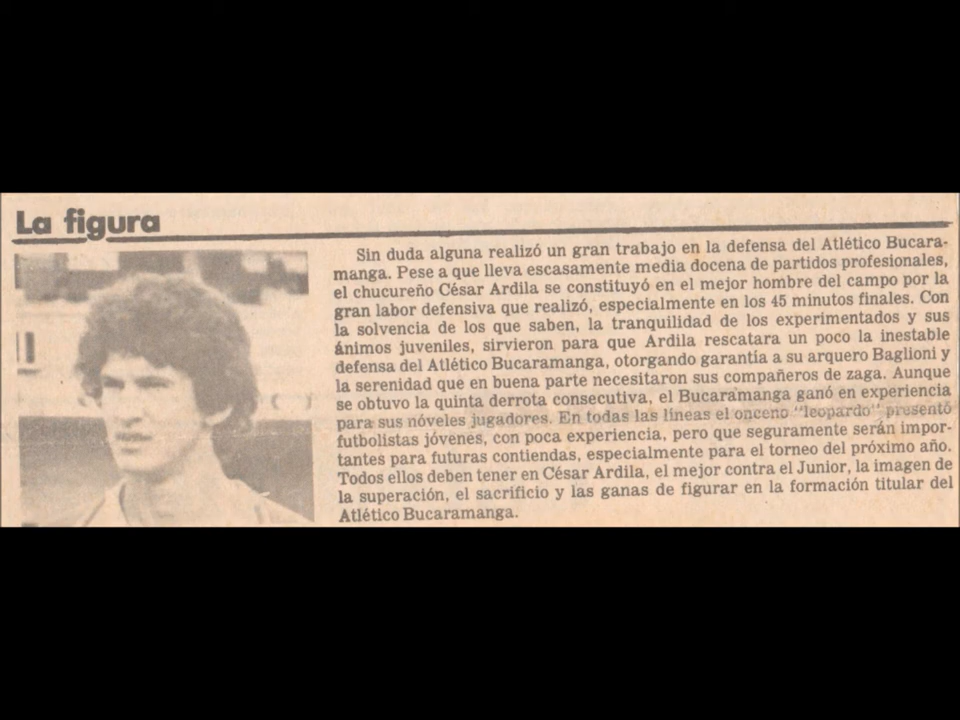 La figura
Sin duda alguna realizó un gran trabajo en la defensa del Atlético Bucara-
manga. Pese a que lleva escasamente media docena de partidos profesionales,
el chucureño César Ardila se constituyó en el mejor hombre del campo por la
gran labor defensiva que realizó, especialmente en los 45 minutos finales. Con
la solvencia de los que saben, la tranquilidad de los experimentados y sus
ánimos juveniles, sirvieron para que Ardila rescatara un poco la inestable
defensa del Atlético Bucaramanga, otorgando garantía a su arquero Baglioni y
la serenidad que en buena parte necesitaron sus compañeros de zaga. Aunque
se obtuvo la quinta derrota consecutiva, el Bucaramanga ganó en experiencia
para sus nóveles jugadores. En todas las líneas el onceno "leopardo" presentó
futbolistas jóvenes, con poca experiencia, pero que seguramente serán impor-
tantes para futuras contiendas, especialmente para el torneo del próximo año.
Todos ellos deben tener en César Ardila, el mejor contra el Junior, la imagen de
la superación, el sacrificio y las ganas de figurar en la formación titular del
Atlético Bucaramanga.